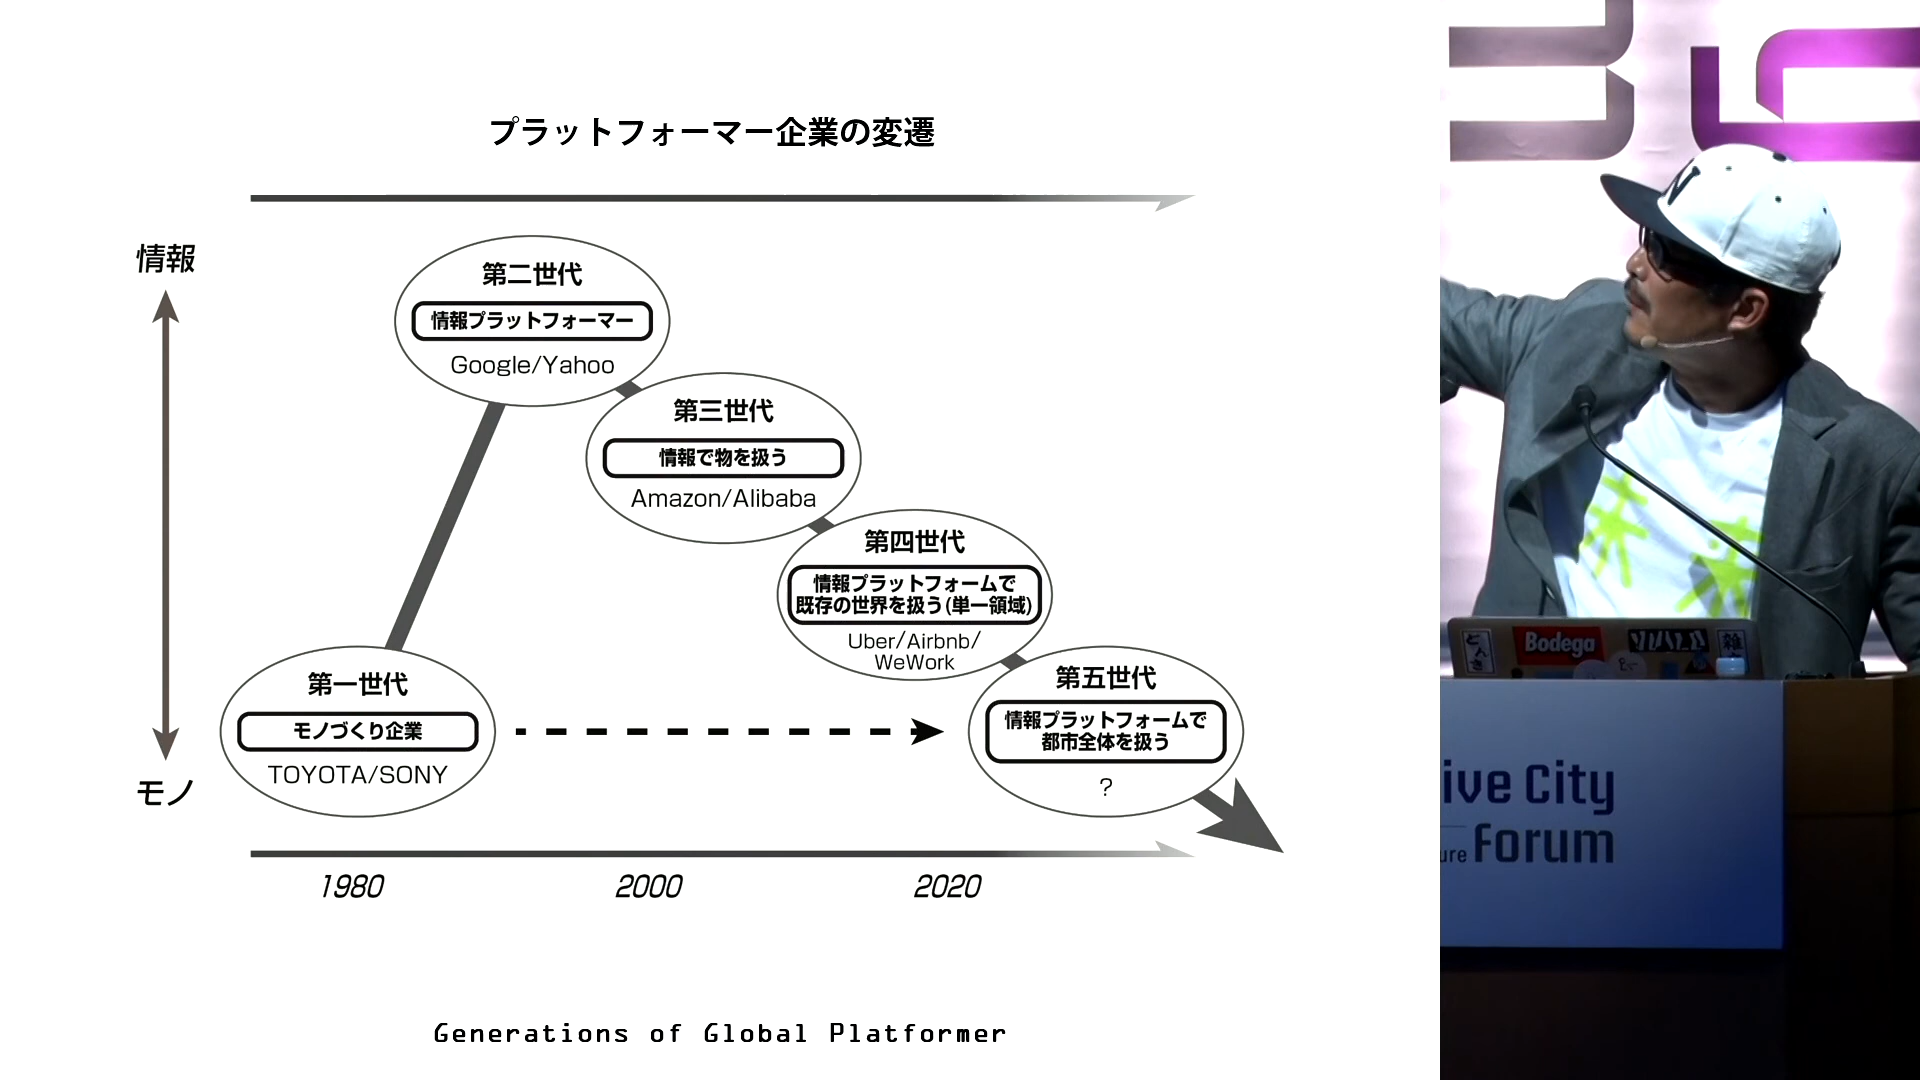 プラットフォーマー企業の変遷
情報
第二世代
情報プラットフォーマー
Google/Yahoo
第三世代
情報で物を扱う
Amazon/Alibaba
第四世代
情報プラットフォームで
既存の世界を扱う(単一領域)
Uber/Airbnb/
WeWork
第一世代
モノづくり企業
TOYOTA/SONY
第五世代
情報プラットフォームで
都市全体を扱う
?
モノ
1980
2000
2020
Generations of Global Platformer
Bodega
ive City
ure Forum